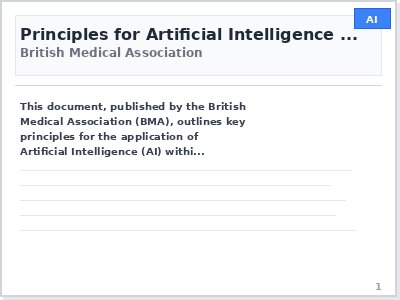 Principles for Artificial Intelligence ...
AI
British Medical Association
This document, published by the British
Medical Association (BMA), outlines key
principles for the application of
Artificial Intelligence (AI) withi...
1